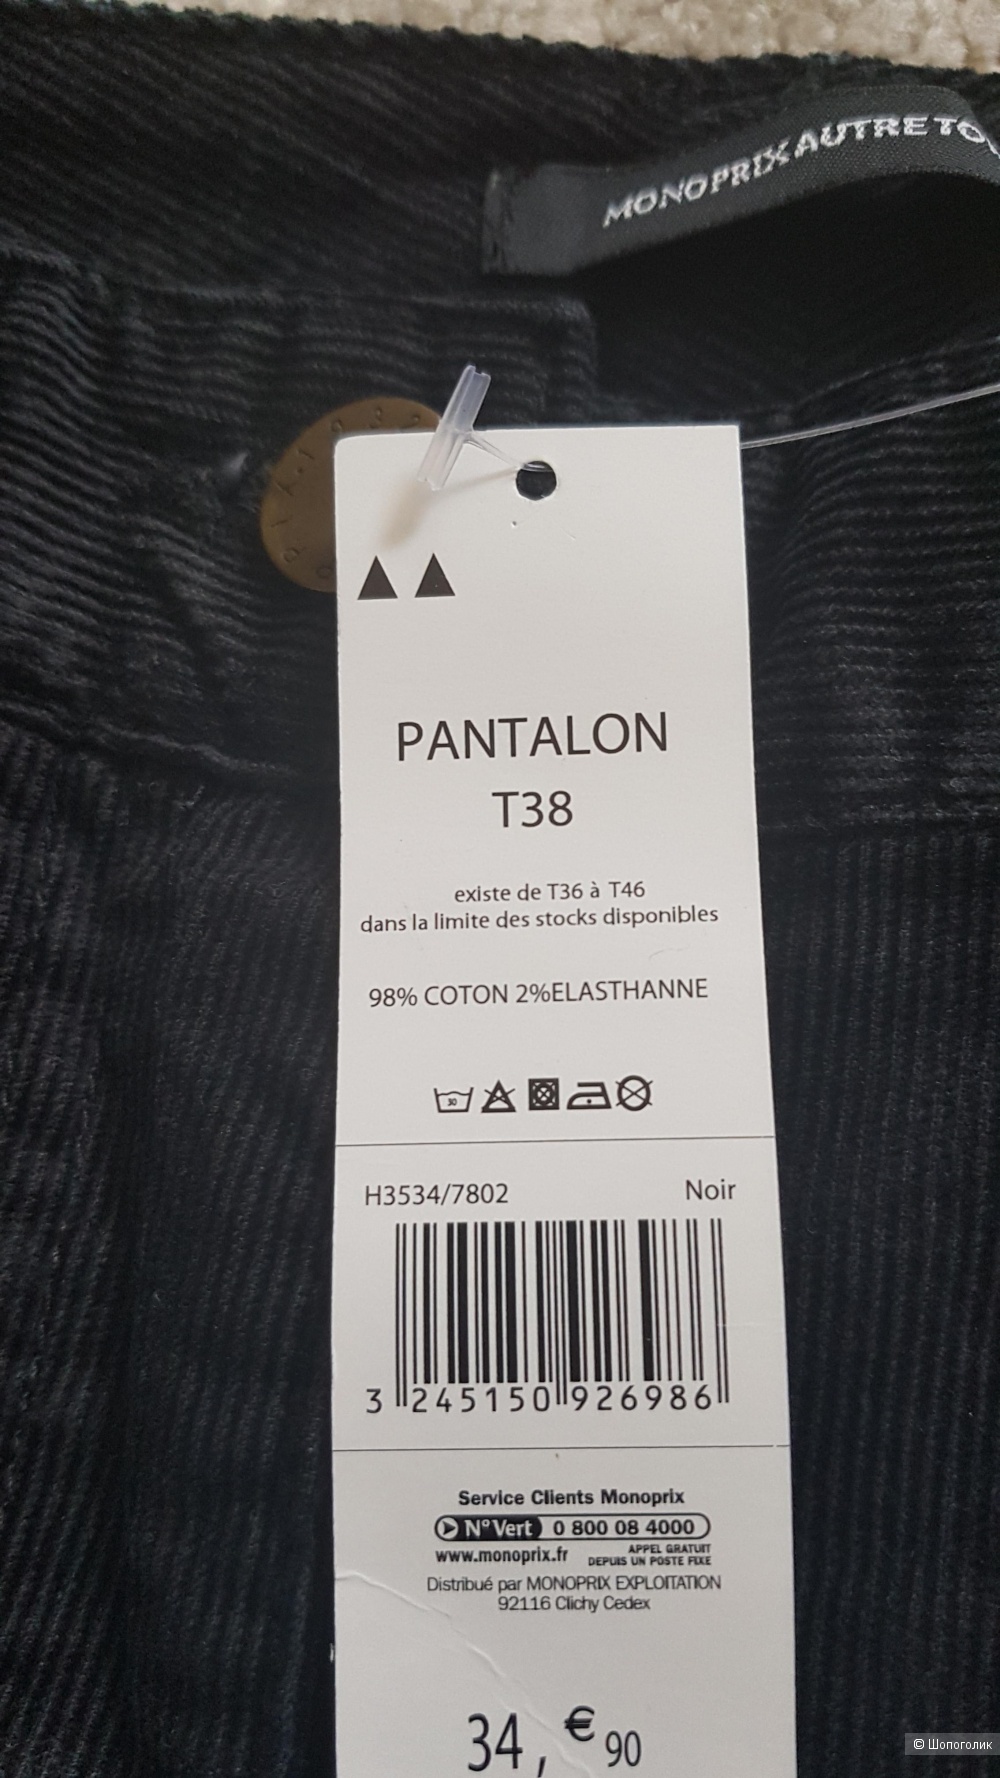 MONOPRIX AUTRE TO
PANTALON
T38
existe de T36 à T46
dans la limite des stocks disponibles
98% COTON 2%ELASTHANNE
30
H3534/7802 Noir
3 245150 926986
Service Clients Monoprix
N°Vert 0 800 08 4000
www.monoprix.fr APPEL GRATUIT
DEPUIS UN POSTE FIXE
Distribué par MONOPRIX EXPLOITATION
92116 Clichy Cedex
34,€90
© Шопоголик